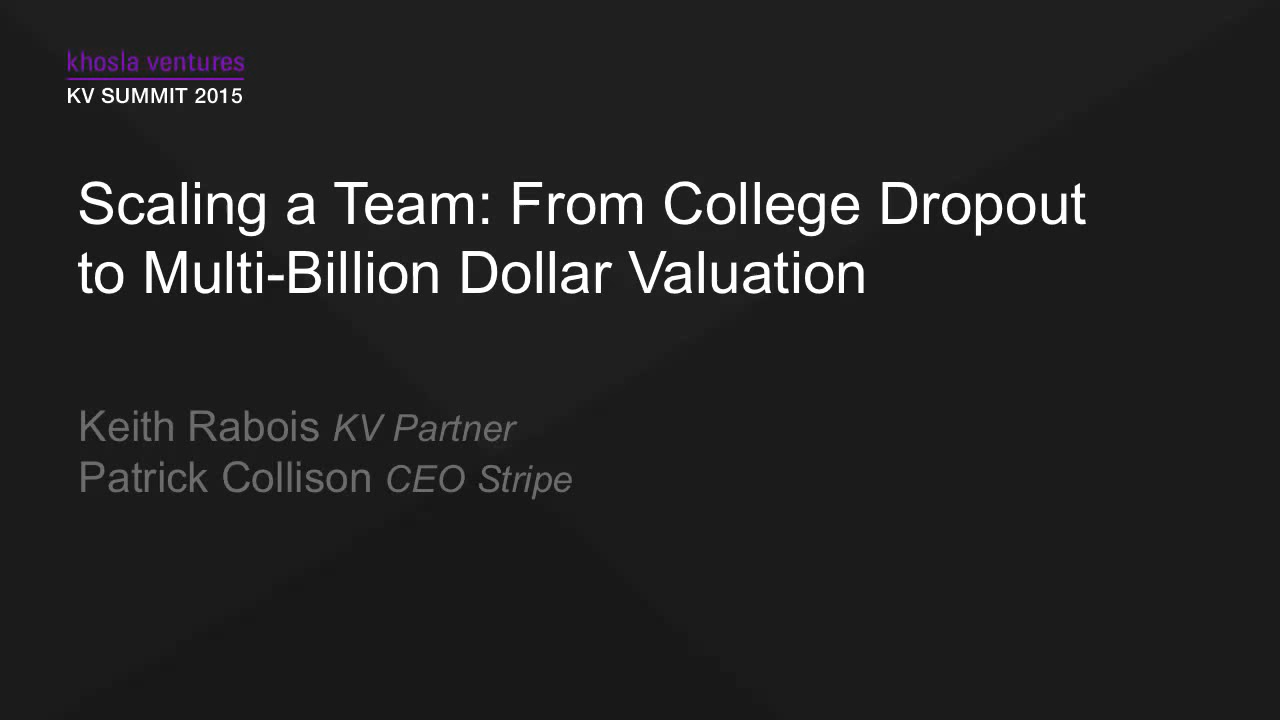 khosla ventures
KV SUMMIT 2015
Scaling a Team: From College Dropout
to Multi-Billion Dollar Valuation
Keith Rabois KV Partner
Patrick Collison CEO Stripe